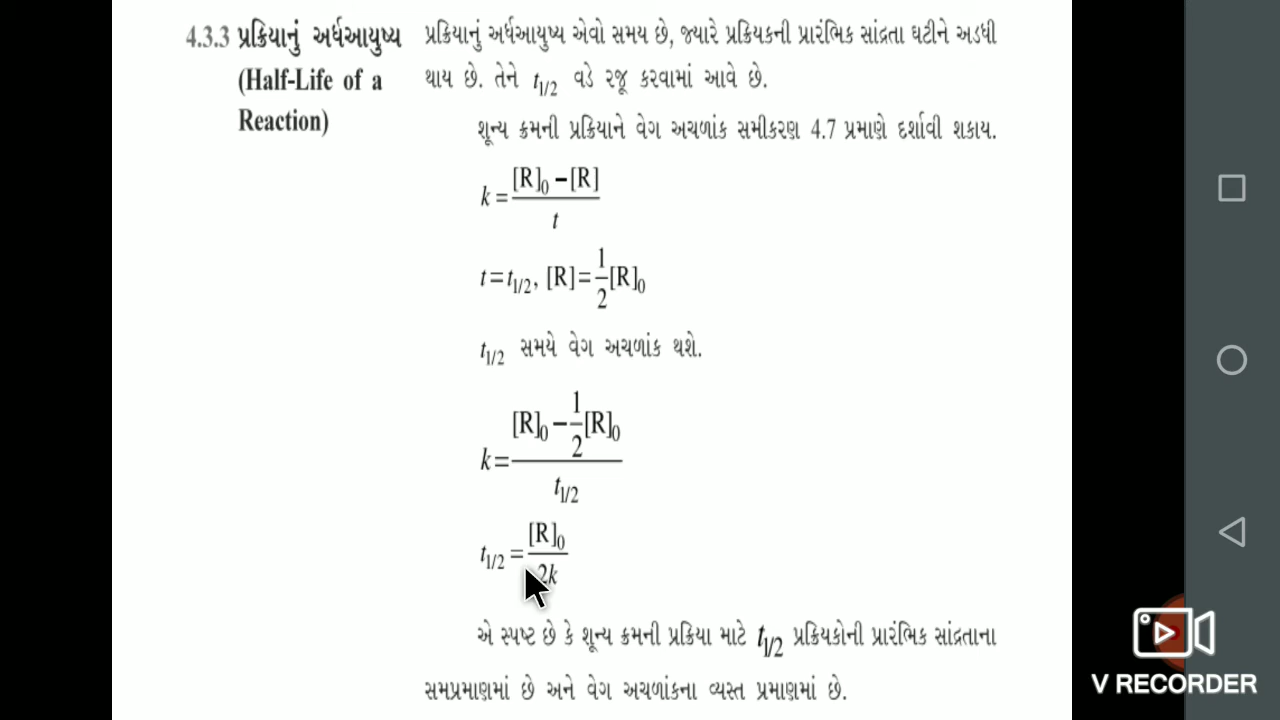 4.3.3 પ્રક્રિયાનું અર્ધઆયુષ્ય
(Half-Life of a
Reaction)
પ્રક્રિયાનું અર્ધઆયુષ્ય એવો સમય છે, જ્યારે પ્રક્રિયકની પ્રારંભિક સાંદ્રતા ઘટીને અડધી
થાય છે. તેને t1/2 વડે રજૂ કરવામાં આવે છે.
શૂન્ય ક્રમની પ્રક્રિયાને વેગ અચળાંક સમીકરણ 4.7 પ્રમાણે દર્શાવી શકાય.
k = [R]0 – [R] / t
t = t1/2, [R] = 1/2 [R]0
t1/2 સમયે વેગ અચળાંક થશે.
k = [R]0 – 1/2 [R]0 / t1/2
t1/2 = [R]0 / 2k
એ સ્પષ્ટ છે કે શૂન્ય ક્રમની પ્રક્રિયા માટે t1/2 પ્રક્રિયકોની પ્રારંભિક સાંદ્રતાના
સમપ્રમાણમાં છે અને વેગ અચળાંકના વ્યસ્ત પ્રમાણમાં છે.
V RECORDER